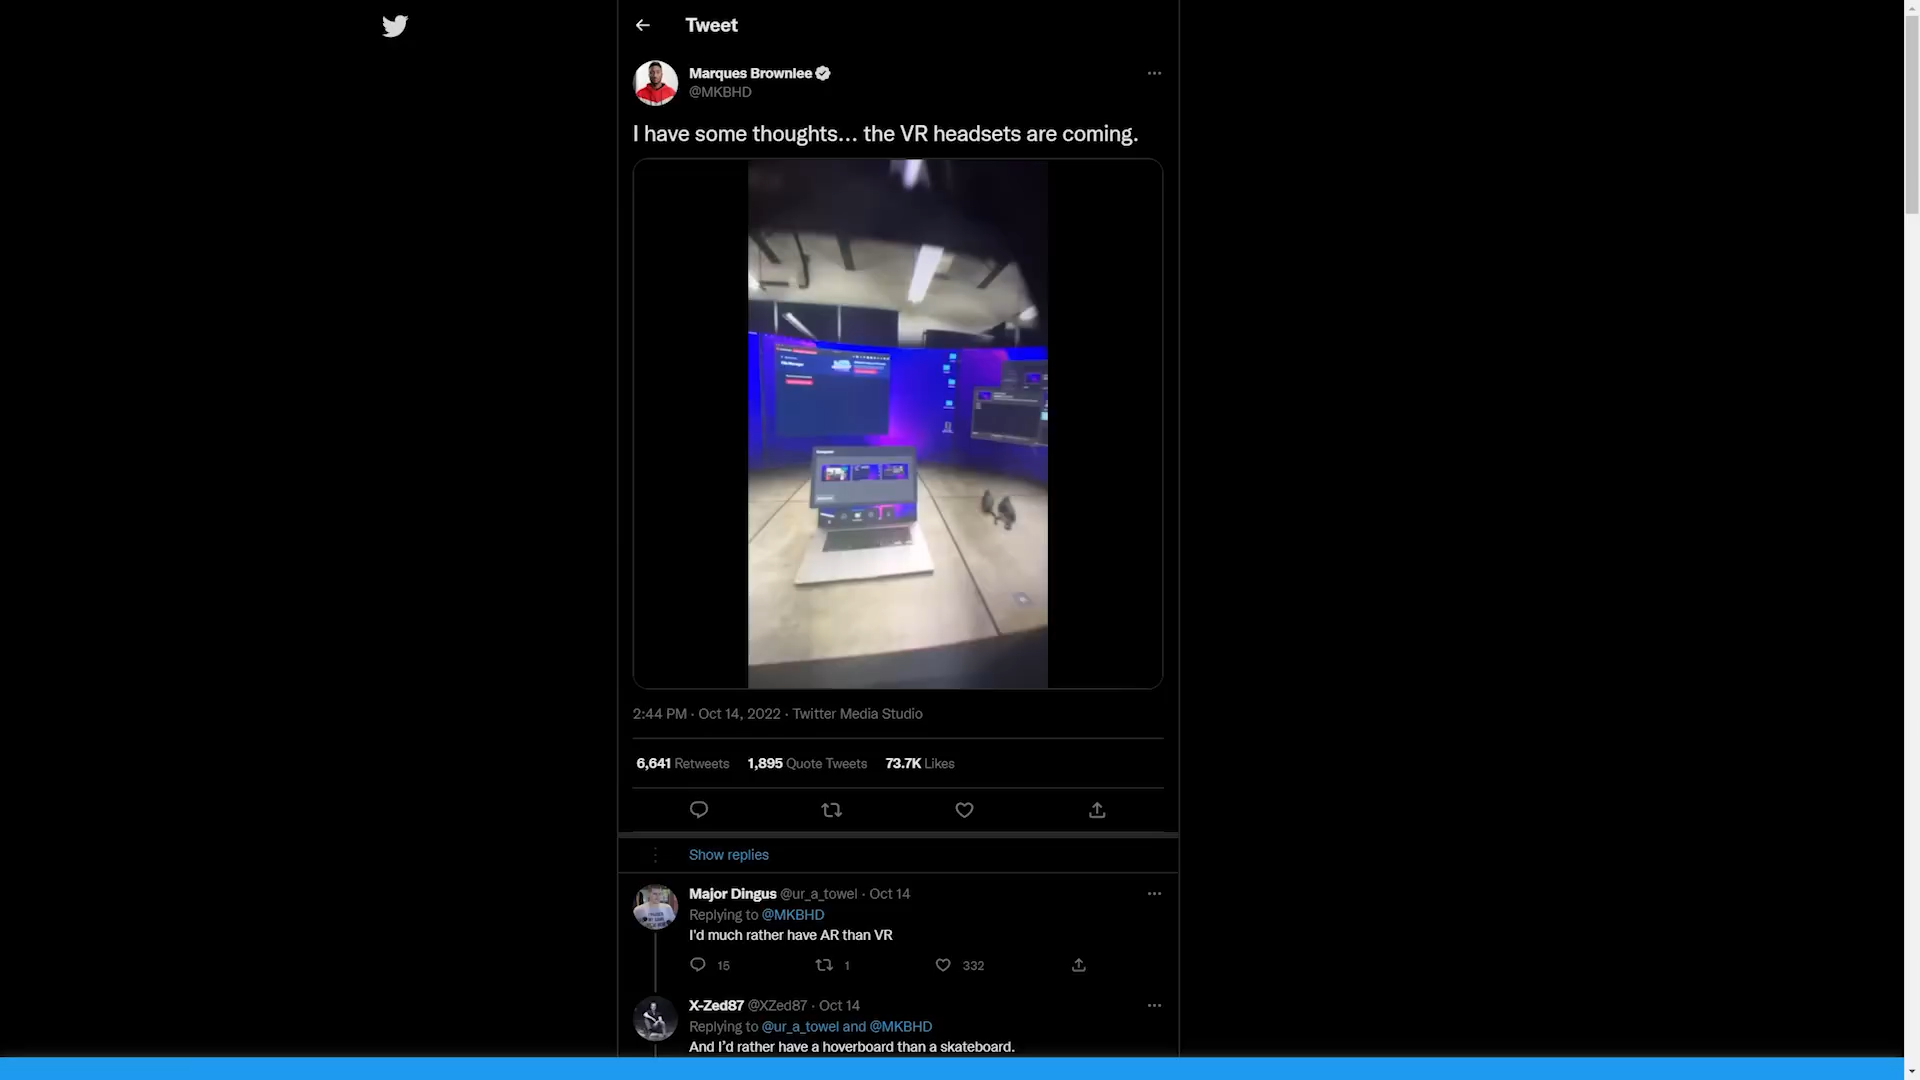 Tweet
Marques Brownlee
@MKBHD
I have some thoughts... the VR headsets are coming.
2:44 PM · Oct 14, 2022 · Twitter Media Studio
6,641 Retweets 1,895 Quote Tweets 73.7K Likes
Show replies
Major Dingus @ur_a_towel · Oct 14
Replying to @MKBHD
I'd much rather have AR than VR
15 1 332
X-Zed87 @XZed87 · Oct 14
Replying to @ur_a_towel and @MKBHD
And I'd rather have a hoverboard than a skateboard.